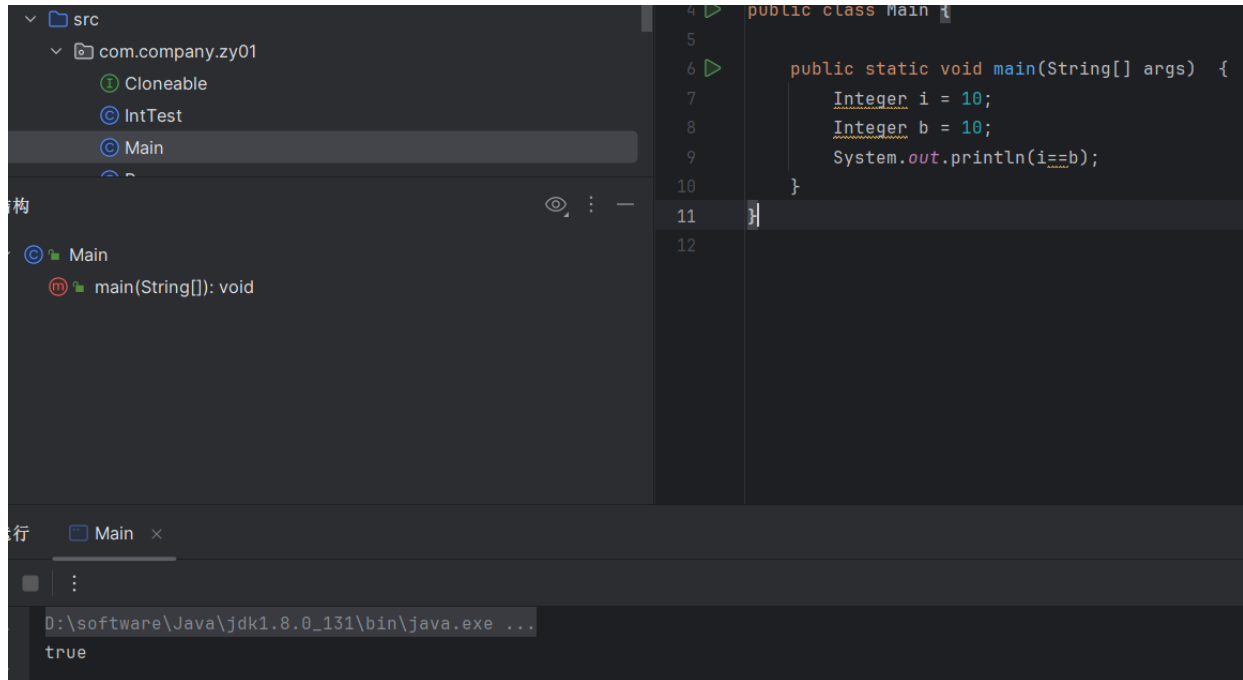 src
com.company.zy01
Cloneable
IntTest
Main
结构
Main
main(String[]): void
4 public class Main {
5
6 public static void main(String[] args) {
7 Integer i = 10;
8 Integer b = 10;
9 System.out.println(i==b);
10 }
11 }
12
运行 Main
D:\software\Java\jdk1.8.0_131\bin\java.exe ...
true